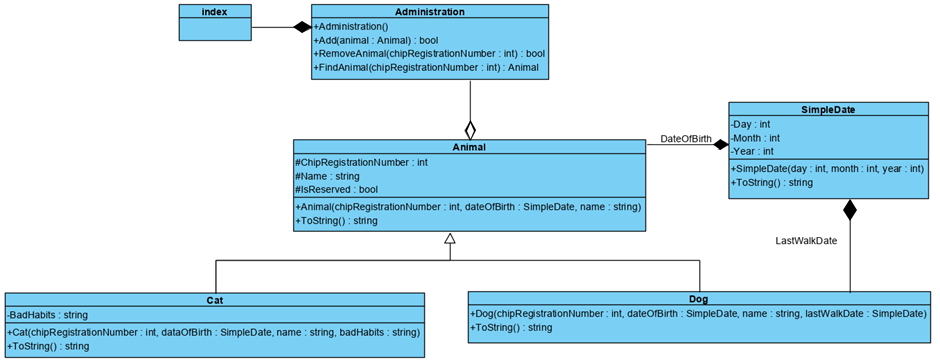 index
Administration
+Administration()
+Add(animal : Animal) : bool
+RemoveAnimal(chipRegistrationNumber : int) : bool
+FindAnimal(chipRegistrationNumber : int) : Animal
SimpleDate
-Day : int
-Month : int
-Year : int
+SimpleDate(day : int, month : int, year : int)
+ToString() : string
DateOfBirth
Animal
#ChipRegistrationNumber : int
#Name : string
#IsReserved : bool
+Animal(chipRegistrationNumber : int, dateOfBirth : SimpleDate, name : string)
+ToString() : string
LastWalkDate
Cat
-BadHabits : string
+Cat(chipRegistrationNumber : int, dataOfBirth : SimpleDate, name : string, badHabits : string)
+ToString() : string
Dog
+Dog(chipRegistrationNumber : int, dateOfBirth : SimpleDate, name : string, lastWalkDate : SimpleDate)
+ToString() : string